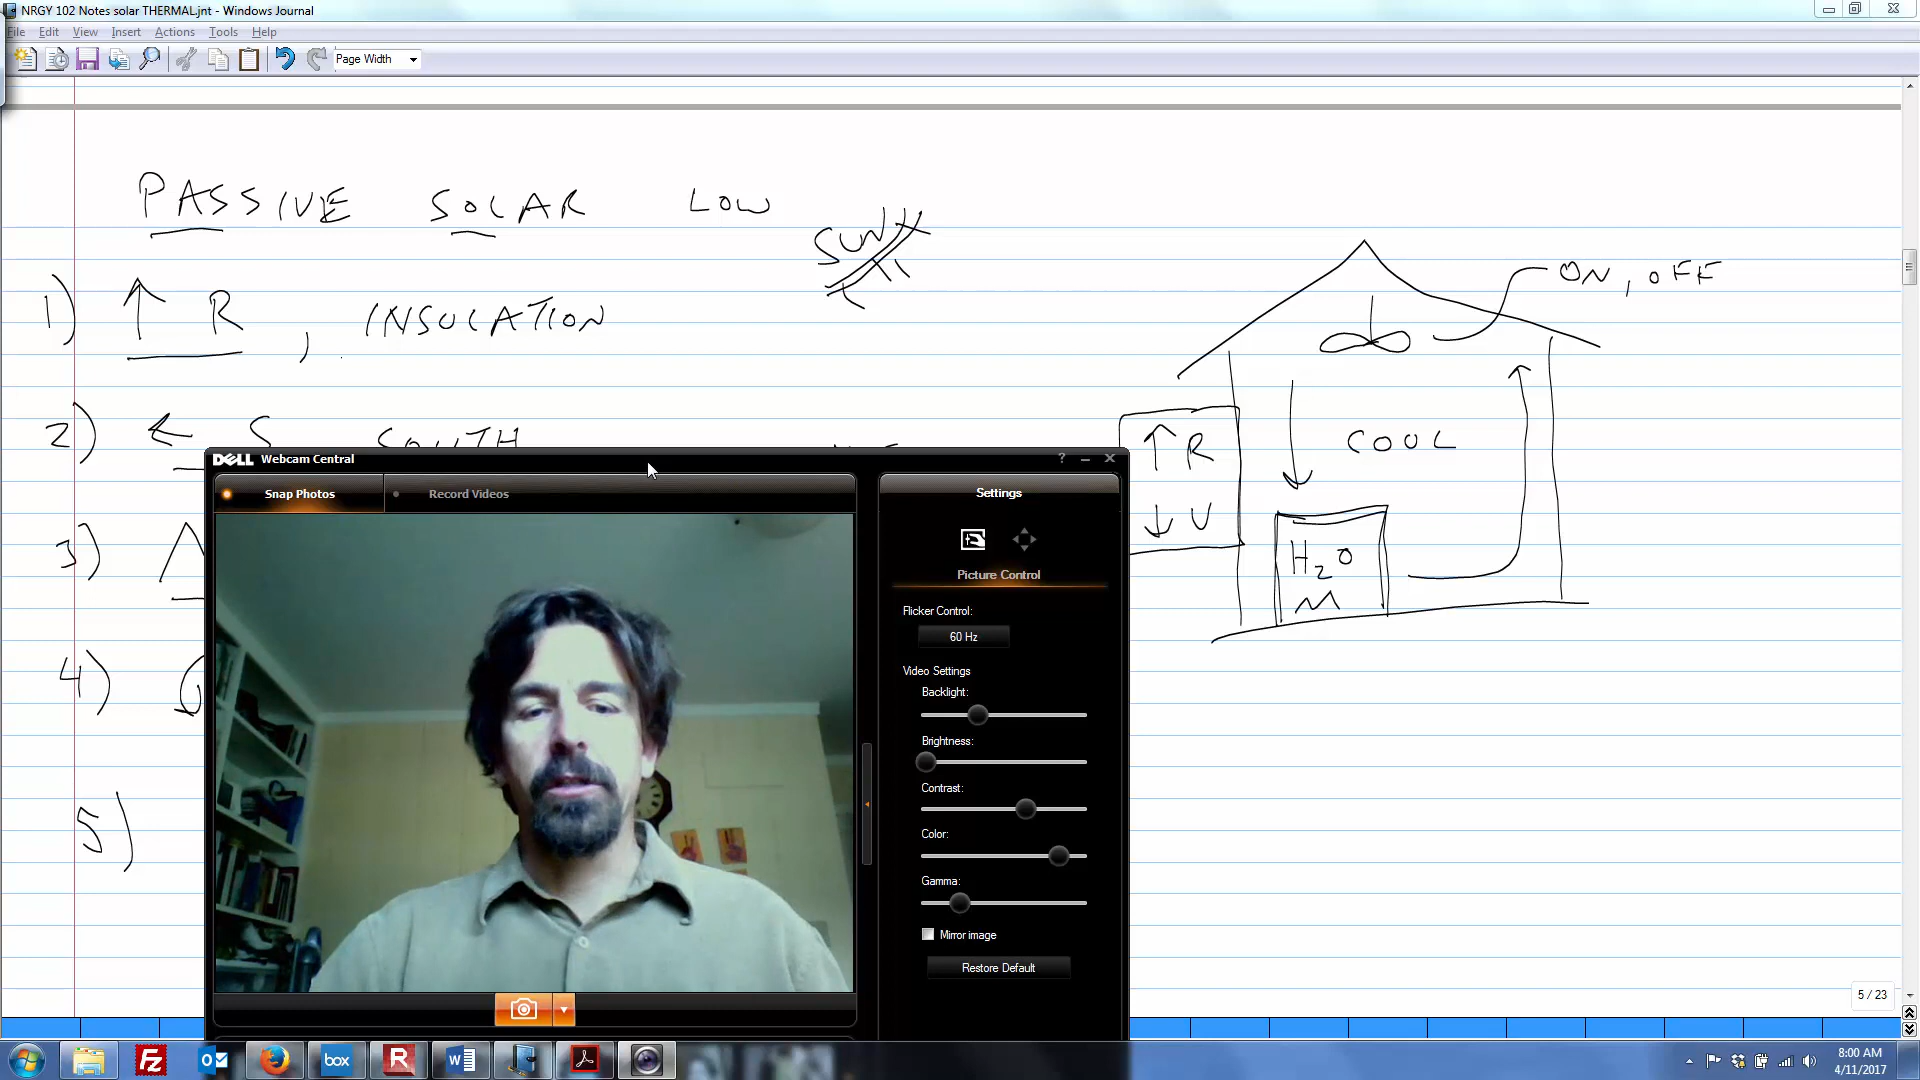 NRGY 102 Notes solar THERMAL.jnt - Windows Journal
File Edit View Insert Actions Tools Help
Page Width
PASSIVE SOLAR LOW
SUN
1) ↑ R, INSULATION
2) ← S SOUTH
3)
4)
5)
ON, OFF
COOL
↑ R
↓ U
H2O
M
DELL Webcam Central
? – X
Snap Photos
Record Videos
Settings
Picture Control
Flicker Control:
60 Hz
Video Settings
Backlight:
Brightness:
Contrast:
Color:
Gamma:
Mirror image
Restore Default
5 / 23
Fz
box
R
W
8:00 AM
4/11/2017